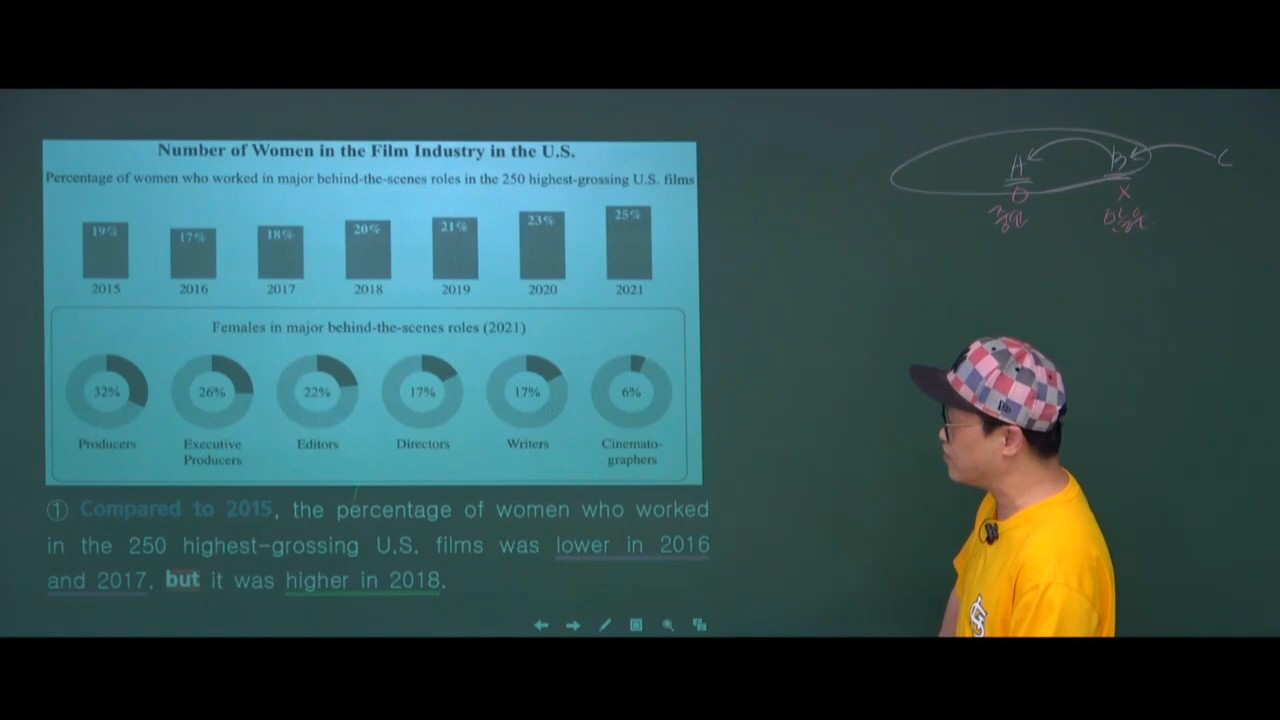 Number of Women in the Film Industry in the U.S.
Percentage of women who worked in major behind-the-scenes roles in the 250 highest-grossing U.S. films
19% 17% 18% 20% 21% 23% 25%
2015 2016 2017 2018 2019 2020 2021
Females in major behind-the-scenes roles (2021)
32% 26% 22% 17% 17% 6%
Producers Executive Editors Directors Writers Cinemato-
Producers graphers
① Compared to 2015, the percentage of women who worked
in the 250 highest-grossing U.S. films was lower in 2016
and 2017, but it was higher in 2018.
A B C
O X